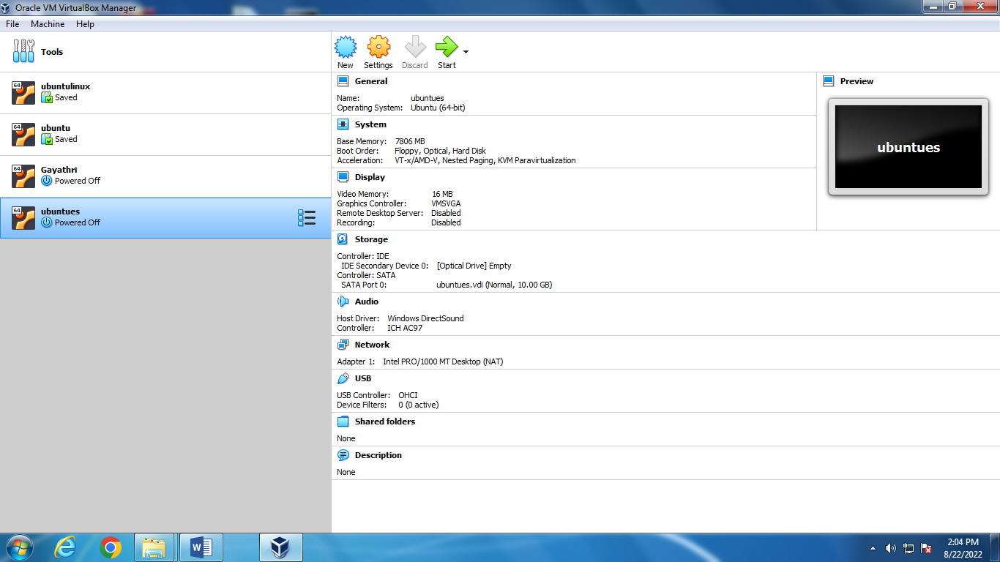 Oracle VM VirtualBox Manager
File Machine Help
Tools
64
ubuntulinux
Saved
64
ubuntu
Saved
64
Gayathri
Powered Off
64
ubuntues
Powered Off
New Settings Discard Start
General
Name: ubuntues
Operating System: Ubuntu (64-bit)
System
Base Memory: 7806 MB
Boot Order: Floppy, Optical, Hard Disk
Acceleration: VT-x/AMD-V, Nested Paging, KVM Paravirtualization
Display
Video Memory: 16 MB
Graphics Controller: VMSVGA
Remote Desktop Server: Disabled
Recording: Disabled
Storage
Controller: IDE
IDE Secondary Device 0: [Optical Drive] Empty
Controller: SATA
SATA Port 0: ubuntues.vdi (Normal, 10.00 GB)
Audio
Host Driver: Windows DirectSound
Controller: ICH AC97
Network
Adapter 1: Intel PRO/1000 MT Desktop (NAT)
USB
USB Controller: OHCI
Device Filters: 0 (0 active)
Shared folders
None
Description
None
Preview
ubuntues
W
2:04 PM
8/22/2022